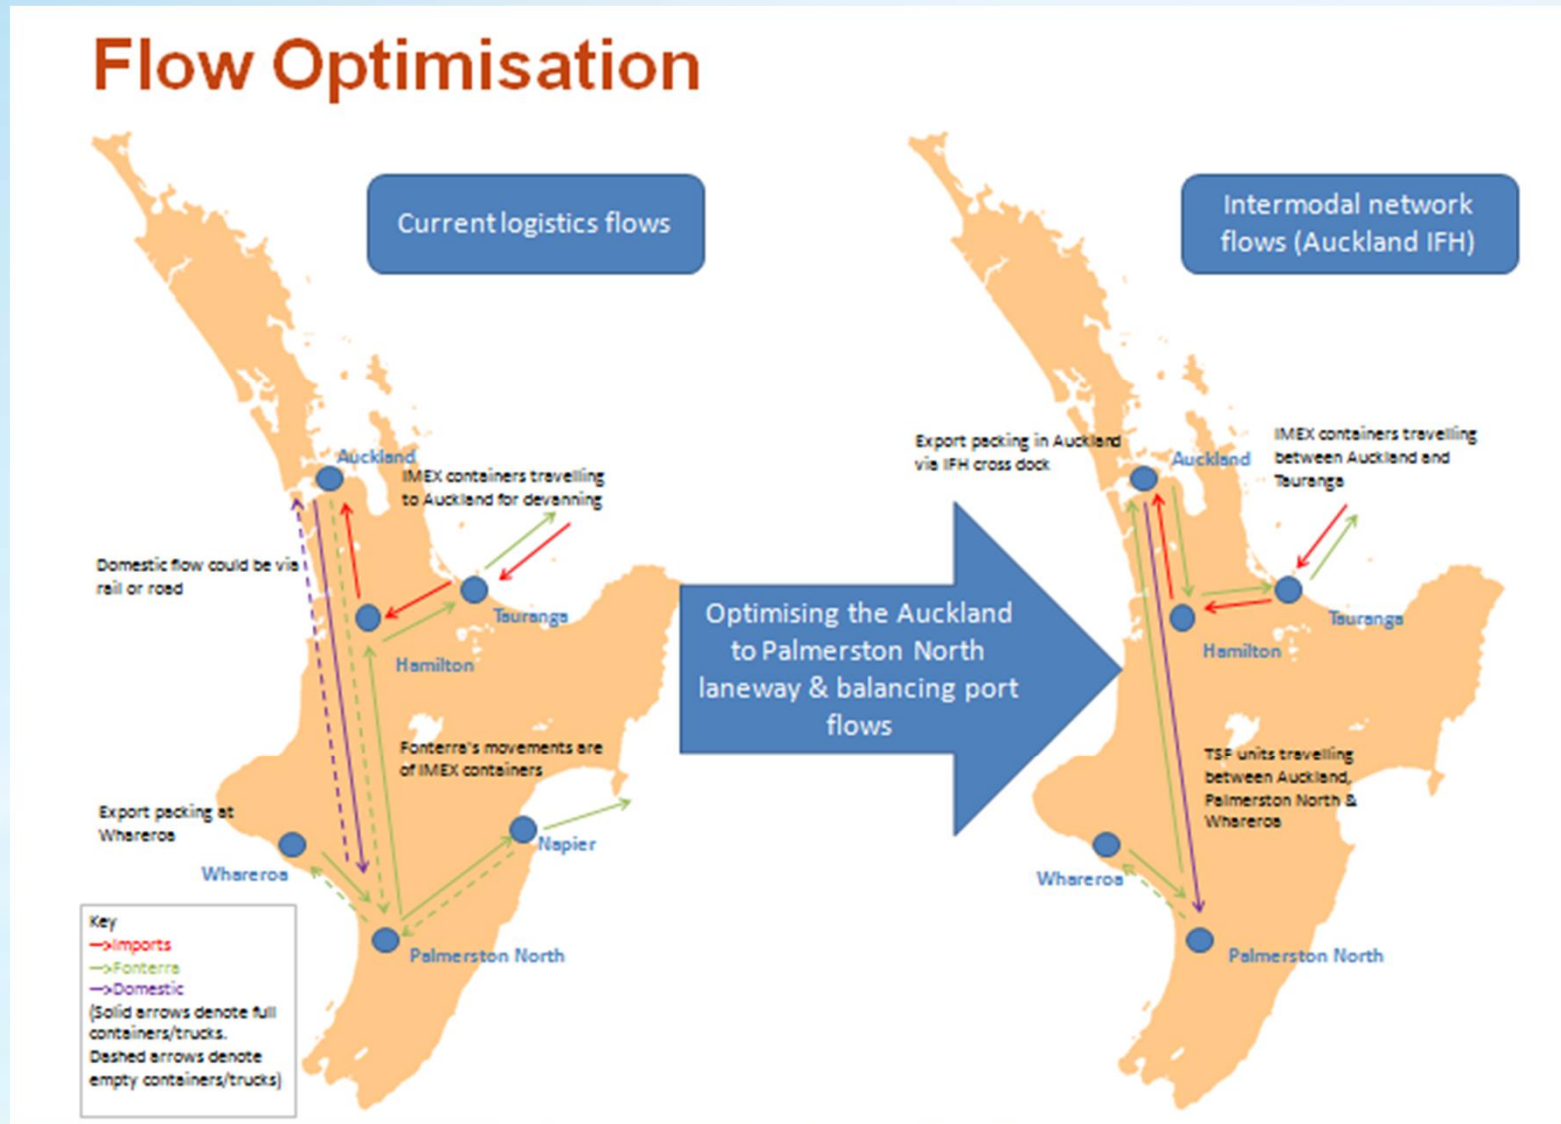 Flow Optimisation
Current logistics flows
Intermodal network
flows (Auckland IFH)
Auckland
IMEX containers travelling
to Auckland for devanning
Domestic flow could be via
rail or road
Tauranga
Hamilton
Fonterra's movements are
of IMEX containers
Export packing at
Whareroa
Whareroa
Napier
Palmerston North
Key
Imports
Fonterra
Domestic
(Solid arrows denote full
containers/trucks.
Dashed arrows denote
empty containers/trucks)
Optimising the Auckland
to Palmerston North
laneway & balancing port
flows
Export packing in Auckland
via IFH cross dock
Auckland
IMEX containers travelling
between Auckland and
Tauranga
Tauranga
Hamilton
TSF units travelling
between Auckland,
Palmerston North &
Whareroa
Whareroa
Palmerston North